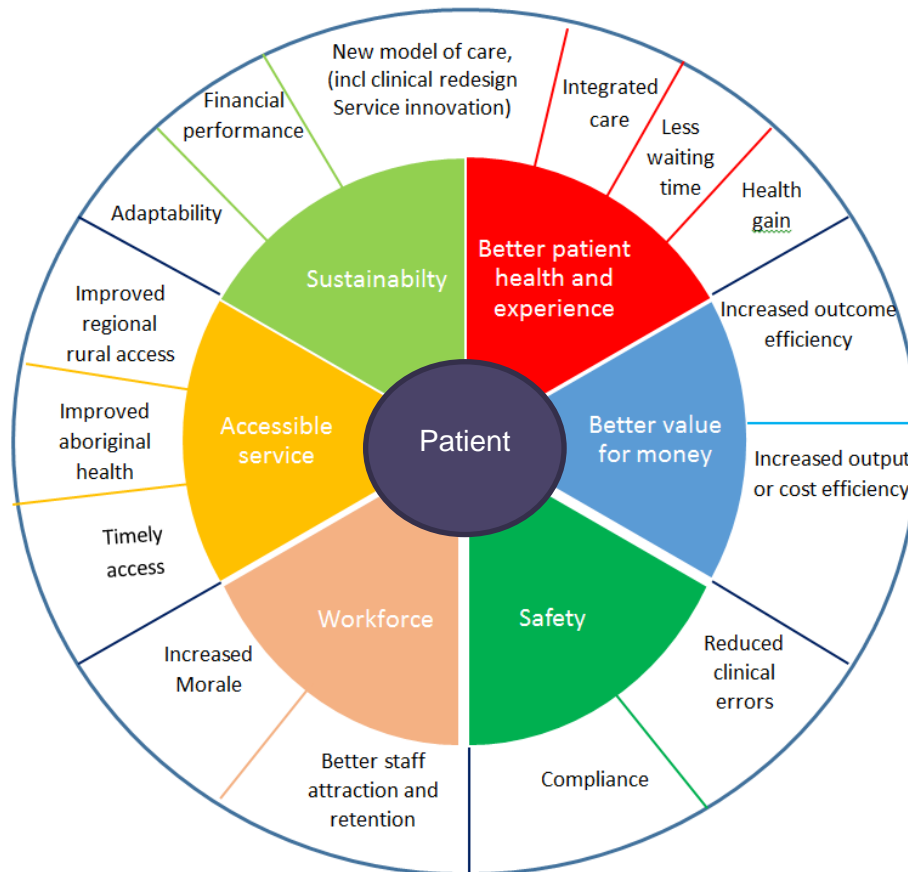 New model of care,
(incl clinical redesign
Service innovation)
Integrated
care
Less
waiting
time
Health
gain
Increased outcome
efficiency
Increased output
or cost efficiency
Reduced
clinical
errors
Compliance
Better staff
attraction and
retention
Increased
Morale
Timely
access
Improved
aboriginal
health
Improved
regional
rural access
Adaptability
Financial
performance
Sustainabilty
Better patient
health and
experience
Better value
for money
Safety
Workforce
Accessible
service
Patient